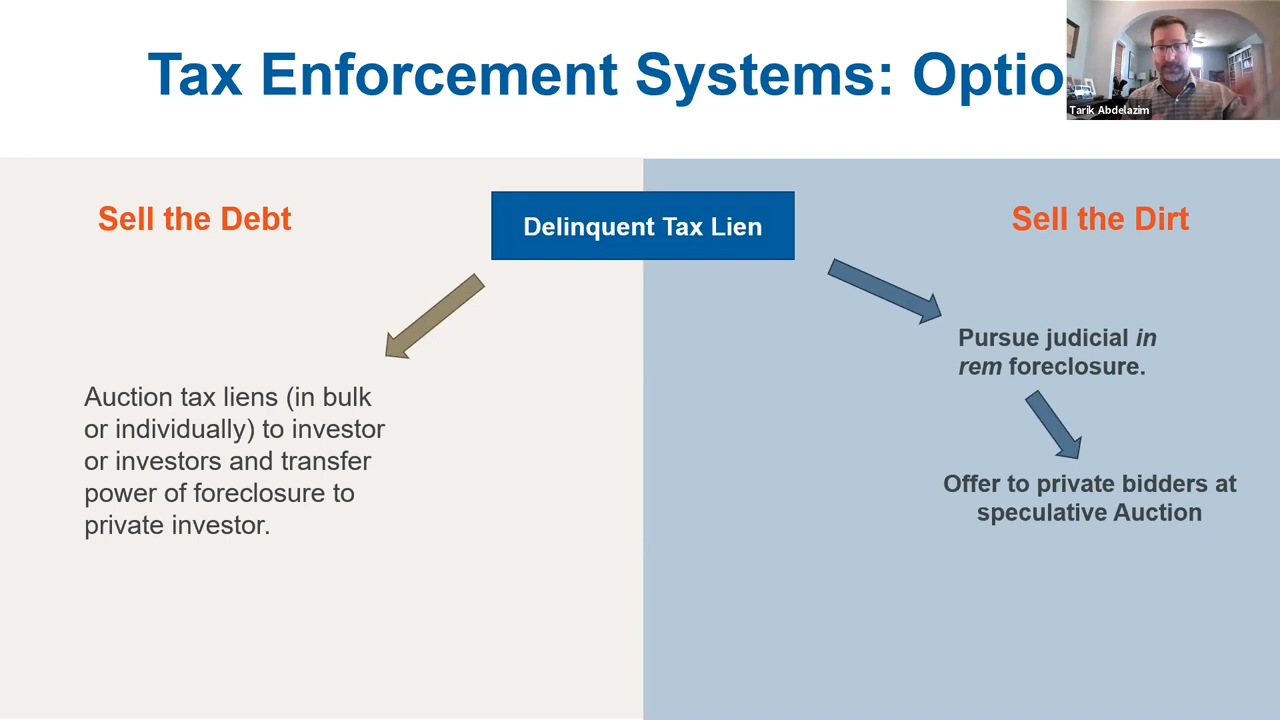 Tax Enforcement Systems: Optio
Tarik Abdelazim
Sell the Debt
Delinquent Tax Lien
Sell the Dirt
Pursue judicial in
rem foreclosure.
Auction tax liens (in bulk
or individually) to investor
or investors and transfer
power of foreclosure to
private investor.
Offer to private bidders at
speculative Auction